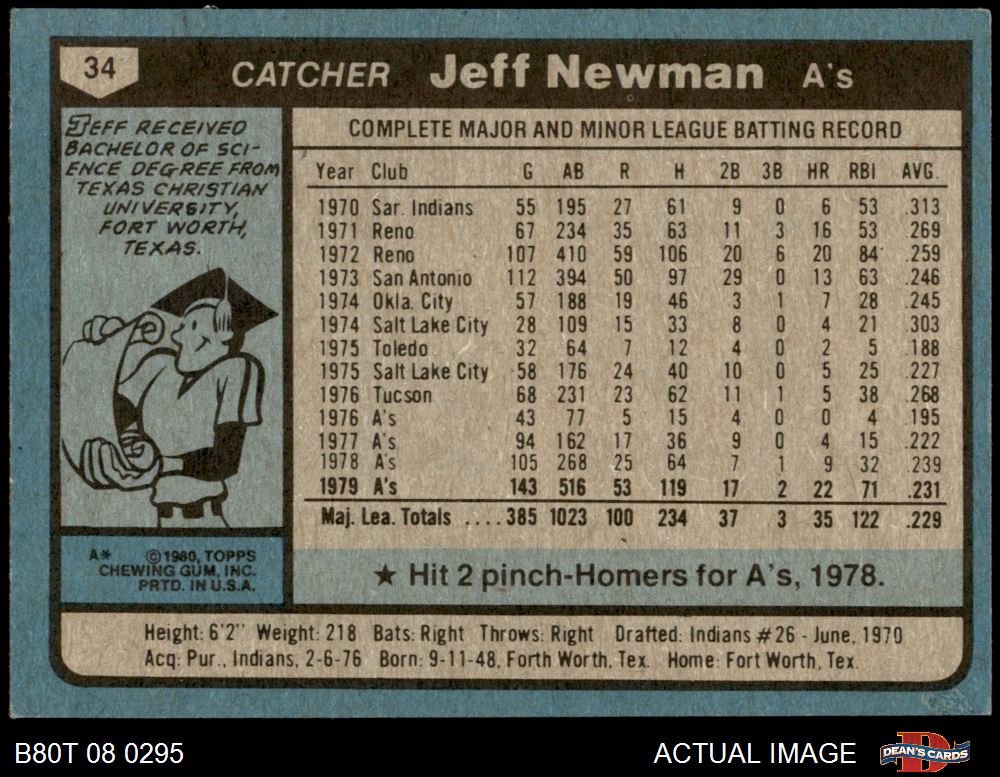 34 CATCHER Jeff Newman A's
JEFF RECEIVED
BACHELOR OF SCI-
ENCE DEGREE FROM
TEXAS CHRISTIAN
UNIVERSITY,
FORT WORTH,
TEXAS.
A* ©1980, TOPPS
CHEWING GUM, INC.
PRTD. IN U.S.A.
COMPLETE MAJOR AND MINOR LEAGUE BATTING RECORD
Year Club G AB R H 2B 3B HR RBI AVG.
1970 Sar. Indians 55 195 27 61 9 0 6 53 .313
1971 Reno 67 234 35 63 11 3 16 53 .269
1972 Reno 107 410 59 106 20 6 20 84 .259
1973 San Antonio 112 394 50 97 29 0 13 63 .246
1974 Okla. City 57 188 19 46 3 1 7 28 .245
1974 Salt Lake City 28 109 15 33 8 0 4 21 .303
1975 Toledo 32 64 7 12 4 0 2 5 .188
1975 Salt Lake City 58 176 24 40 10 0 5 25 .227
1976 Tucson 68 231 23 62 11 1 5 38 .268
1976 A's 43 77 5 15 4 0 0 4 .195
1977 A's 94 162 17 36 9 0 4 15 .222
1978 A's 105 268 25 64 7 1 9 32 .239
1979 A's 143 516 53 119 17 2 22 71 .231
Maj. Lea. Totals .... 385 1023 100 234 37 3 35 122 .229
★ Hit 2 pinch-Homers for A's, 1978.
Height: 6'2" Weight: 218 Bats: Right Throws: Right Drafted: Indians #26 - June, 1970
Acq: Pur., Indians, 2-6-76 Born: 9-11-48, Forth Worth, Tex. Home: Fort Worth, Tex.
B80T 08 0295 ACTUAL IMAGE DEAN'S CARDS